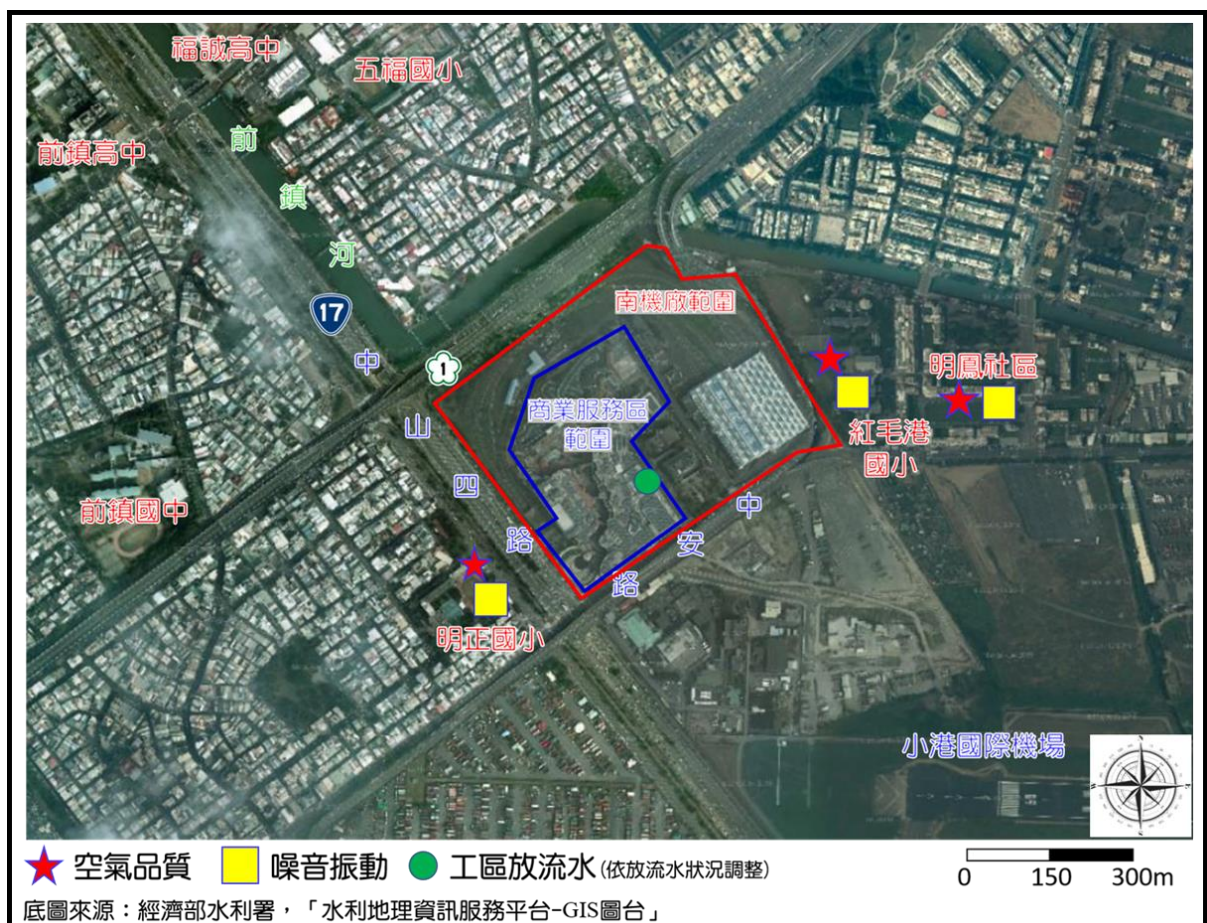 福誠高中
五福國小
前鎮高中
前
鎮
河
17
1
中
山
四
路
南機廠範圍
商業服務區
範圍
明鳳社區
紅毛港
國小
前鎮國中
中
安
路
明正國小
小港國際機場
空氣品質
噪音振動
工區放流水(依放流水狀況調整)
0 150 300m
底圖來源：經濟部水利署，「水利地理資訊服務平台-GIS圖台」